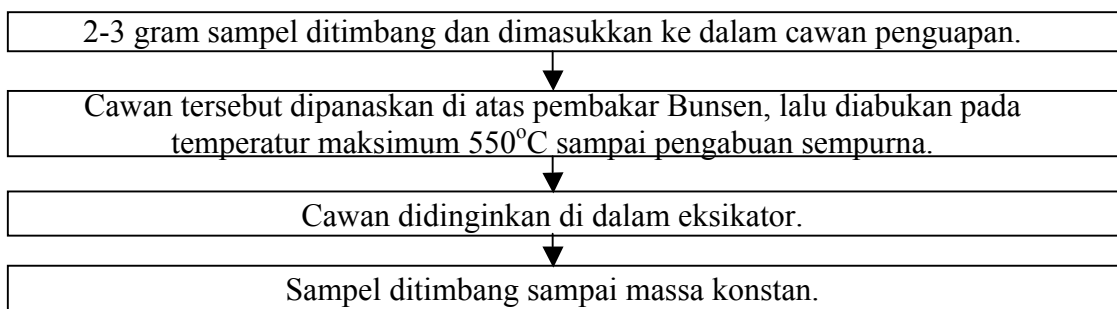 2-3 gram sampel ditimbang dan dimasukkan ke dalam cawan penguapan.
Cawan tersebut dipanaskan di atas pembakar Bunsen, lalu diabukan pada
temperatur maksimum 550°C sampai pengabuan sempurna.
Cawan didinginkan di dalam eksikator.
Sampel ditimbang sampai massa konstan.